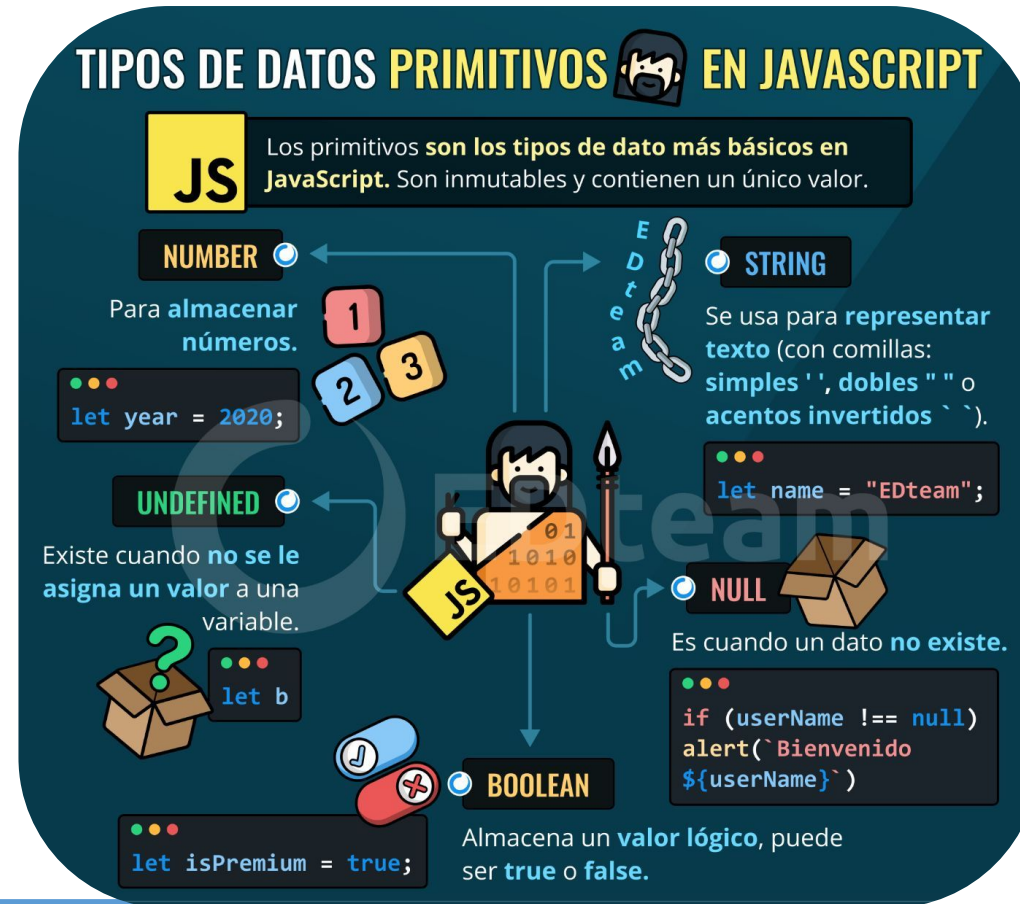 TIPOS DE DATOS PRIMITIVOS EN JAVASCRIPT
JS
Los primitivos son los tipos de dato más básicos en
JavaScript. Son inmutables y contienen un único valor.
NUMBER
Para almacenar
números.
1
2
3
let year = 2020;
EDteam
STRING
Se usa para representar
texto (con comillas:
simples ' ', dobles " " o
acentos invertidos ` `).
let name = "EDteam";
UNDEFINED
Existe cuando no se le
asigna un valor a una
variable.
?
let b
EDteam
01
1010
10101
JS
NULL
Es cuando un dato no existe.
if (userName !== null)
alert(`Bienvenido
${userName}`)
BOOLEAN
Almacena un valor lógico, puede
ser true o false.
let isPremium = true;